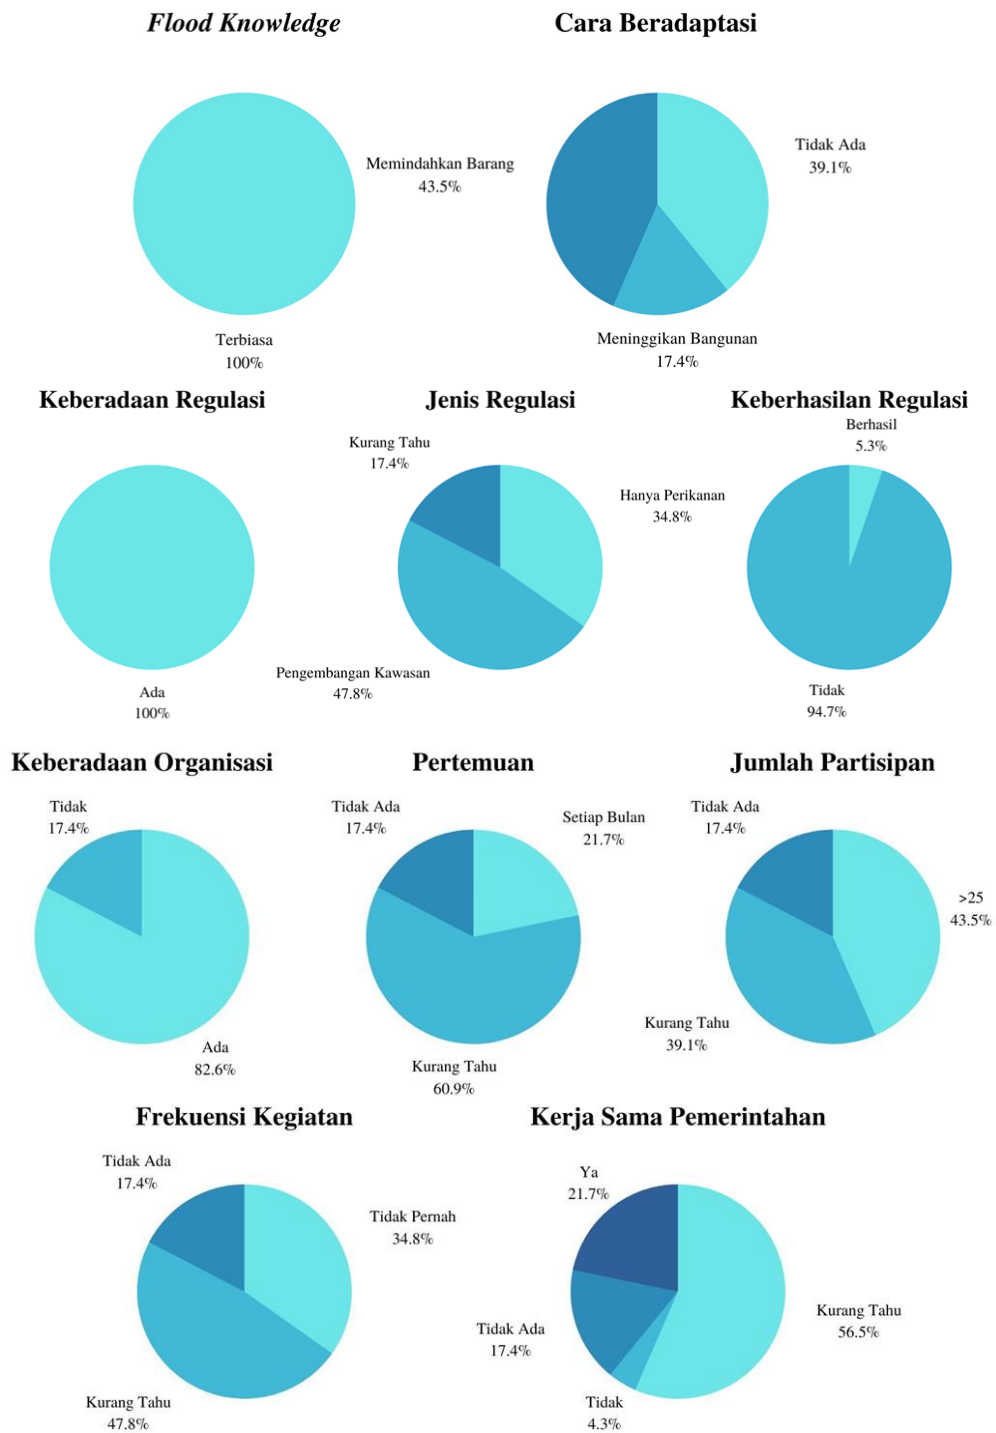 Flood Knowledge
Cara Beradaptasi
Memindahkan Barang
43.5%
Tidak Ada
39.1%
Terbiasa
100%
Meninggikan Bangunan
17.4%
Keberadaan Regulasi
Jenis Regulasi
Keberhasilan Regulasi
Kurang Tahu
17.4%
Hanya Perikanan
34.8%
Berhasil
5.3%
Ada
100%
Pengembangan Kawasan
47.8%
Tidak
94.7%
Keberadaan Organisasi
Pertemuan
Jumlah Partisipan
Tidak
17.4%
Ada
82.6%
Tidak Ada
17.4%
Setiap Bulan
21.7%
Kurang Tahu
60.9%
Tidak Ada
17.4%
>25
43.5%
Kurang Tahu
39.1%
Frekuensi Kegiatan
Kerja Sama Pemerintahan
Tidak Ada
17.4%
Tidak Pernah
34.8%
Kurang Tahu
47.8%
Ya
21.7%
Kurang Tahu
56.5%
Tidak Ada
17.4%
Tidak
4.3%